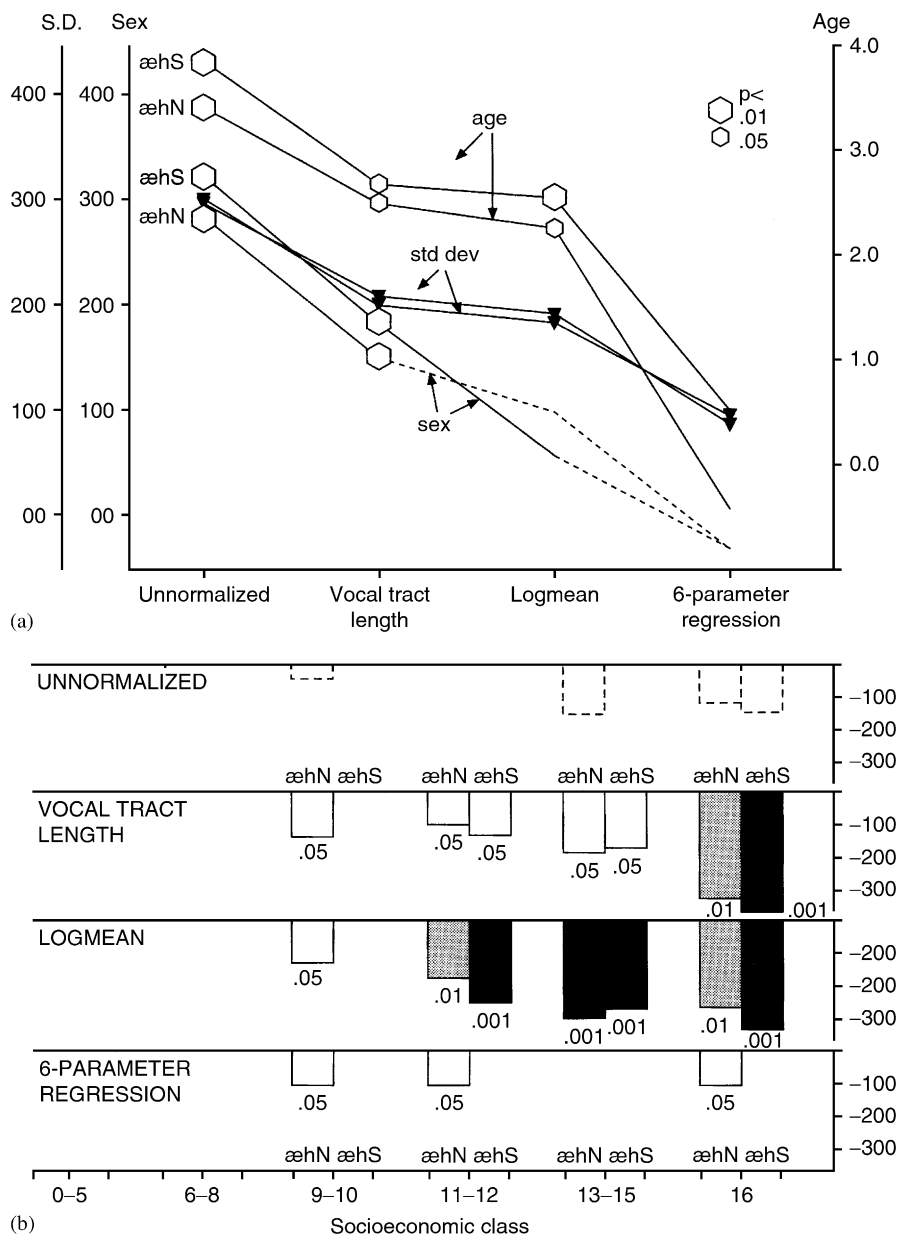 S.D. Sex Age
4.0
æhS
400 400 æhN
p<
.01
age
.05
3.0
æhS
300 300
æhN
std dev
2.0
200 200
1.0
100 100
sex
0.0
00 00
Unnormalized Vocal tract length Logmean 6-parameter regression
(a)
UNNORMALIZED
–100
–200
–300
æhN æhS æhN æhS æhN æhS æhN æhS
VOCAL TRACT
LENGTH
–100
.05 .05 .05 .05 .05
–200
–300
.01 .001
LOGMEAN
–200
.05
–200
.01 .001
–300
.001 .001 .01 .001
6-PARAMETER
REGRESSION
–100
.05 .05 .05
–200
–300
æhN æhS æhN æhS æhN æhS æhN æhS
0–5 6–8 9–10 11–12 13–15 16
(b)
Socioeconomic class